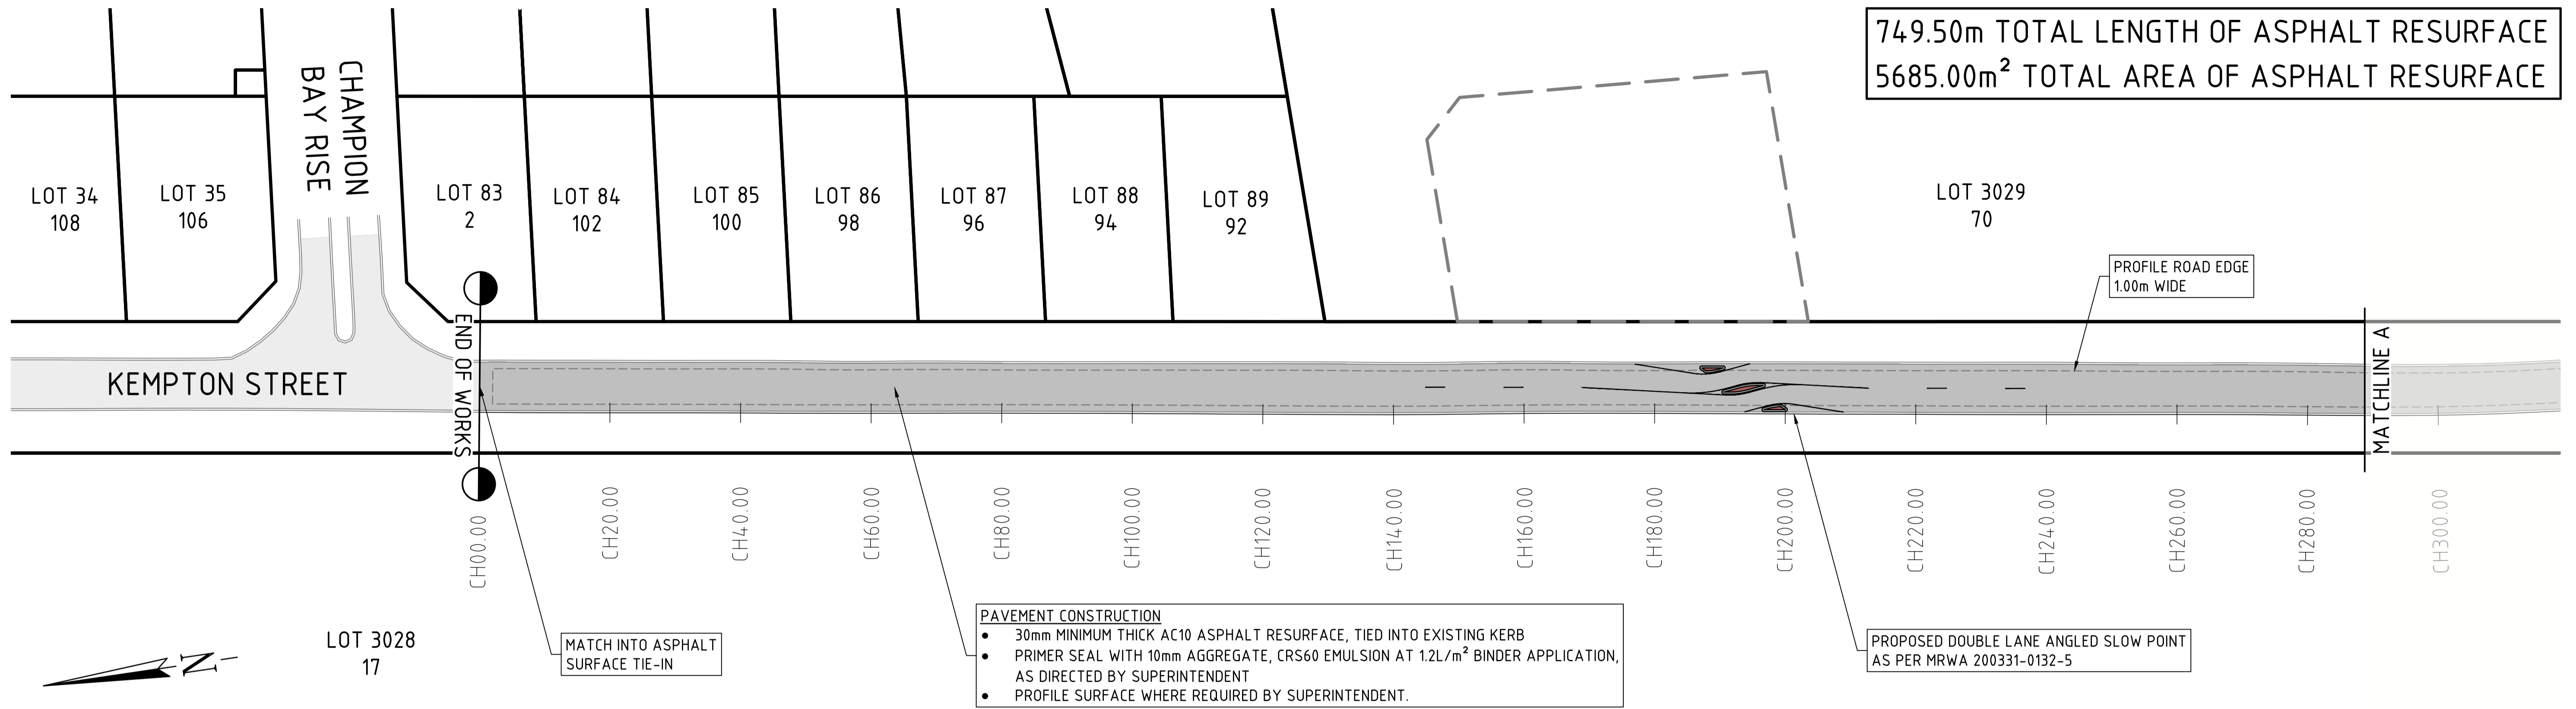 749.50m TOTAL LENGTH OF ASPHALT RESURFACE
5685.00m² TOTAL AREA OF ASPHALT RESURFACE
CHAMPION
BAY RISE
LOT 34
108
LOT 35
106
LOT 83
2
LOT 84
102
LOT 85
100
LOT 86
98
LOT 87
96
LOT 88
94
LOT 89
92
LOT 3029
70
PROFILE ROAD EDGE
1.00m WIDE
KEMPTON STREET
END OF WORKS
MATCHLINE A
CH00.00
CH20.00
CH40.00
CH60.00
CH80.00
CH100.00
CH120.00
CH140.00
CH160.00
CH180.00
CH200.00
CH220.00
CH240.00
CH260.00
CH280.00
CH300.00
LOT 3028
17
N
MATCH INTO ASPHALT
SURFACE TIE-IN
PAVEMENT CONSTRUCTION
• 30mm MINIMUM THICK AC10 ASPHALT RESURFACE, TIED INTO EXISTING KERB
• PRIMER SEAL WITH 10mm AGGREGATE, CRS60 EMULSION AT 1.2L/m² BINDER APPLICATION,
AS DIRECTED BY SUPERINTENDENT
• PROFILE SURFACE WHERE REQUIRED BY SUPERINTENDENT.
PROPOSED DOUBLE LANE ANGLED SLOW POINT
AS PER MRWA 200331-0132-5